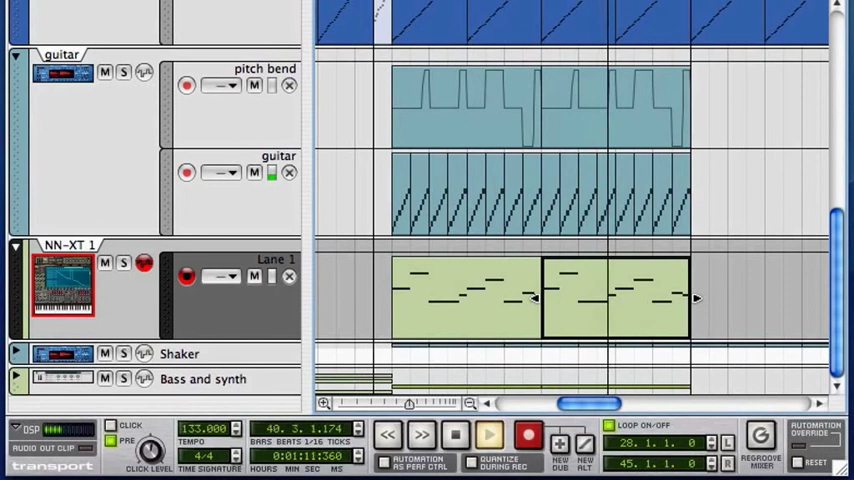 guitar
M S
pitch bend
— M
guitar
— M
NN-XT 1
M S
Lane 1
— M
M S Shaker
M S Bass and synth
DSP
AUDIO OUT CLIP
transport
CLICK
PRE
CLICK LEVEL
133.000
TEMPO
4/4
TIME SIGNATURE
40. 3. 1.174
BARS BEATS 1/16 TICKS
0:01:11:360
HOURS MIN SEC MS
AUTOMATION
AS PERF CTRL
QUANTIZE
DURING REC
NEW
DUB
NEW
ALT
LOOP ON/OFF
28. 1. 1. 0 L
45. 1. 1. 0 R
REGROOVE
MIXER
AUTOMATION
OVERRIDE
RESET